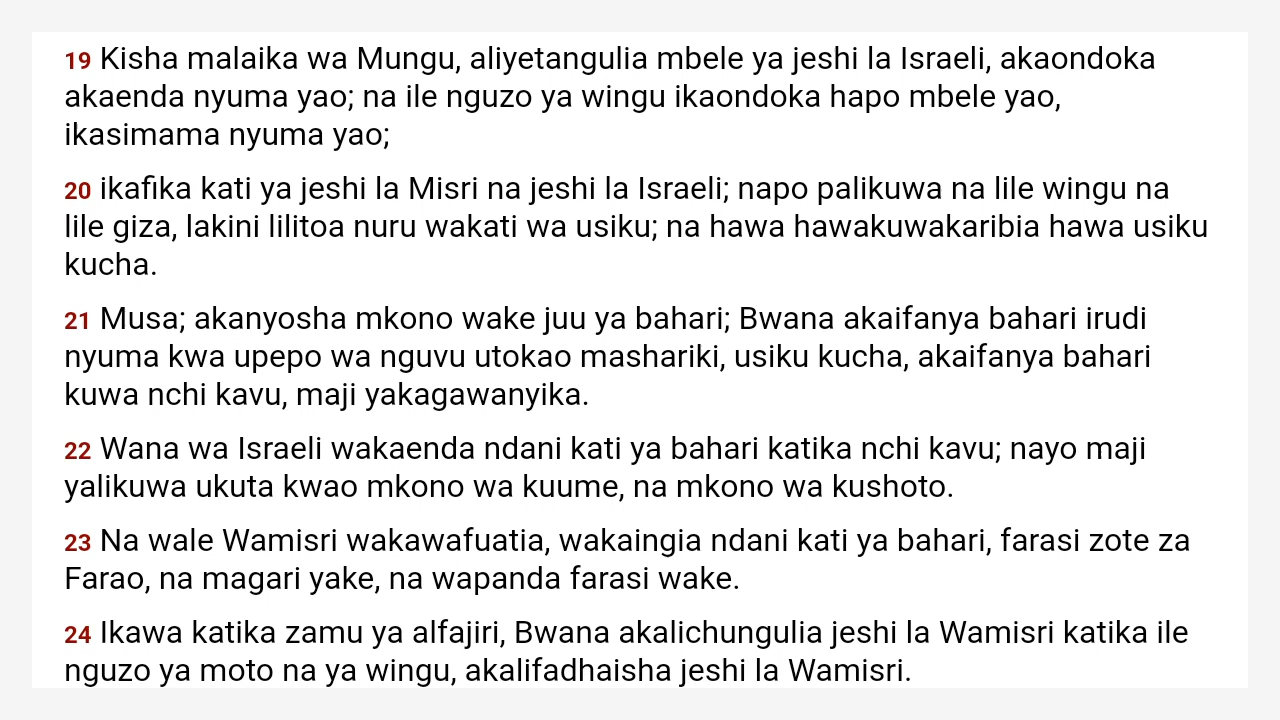 19 Kisha malaika wa Mungu, aliyetangulia mbele ya jeshi la Israeli, akaondoka
akaenda nyuma yao; na ile nguzo ya wingu ikaondoka hapo mbele yao,
ikasimama nyuma yao;
20 ikafika kati ya jeshi la Misri na jeshi la Israeli; napo palikuwa na lile wingu na
lile giza, lakini lilitoa nuru wakati wa usiku; na hawa hawakuwakaribia hawa usiku
kucha.
21 Musa; akanyosha mkono wake juu ya bahari; Bwana akaifanya bahari irudi
nyuma kwa upepo wa nguvu utokao mashariki, usiku kucha, akaifanya bahari
kuwa nchi kavu, maji yakagawanyika.
22 Wana wa Israeli wakaenda ndani kati ya bahari katika nchi kavu; nayo maji
yalikuwa ukuta kwao mkono wa kuume, na mkono wa kushoto.
23 Na wale Wamisri wakawafuatia, wakaingia ndani kati ya bahari, farasi zote za
Farao, na magari yake, na wapanda farasi wake.
24 Ikawa katika zamu ya alfajiri, Bwana akalichungulia jeshi la Wamisri katika ile
nguzo ya moto na ya wingu, akalifadhaisha jeshi la Wamisri.